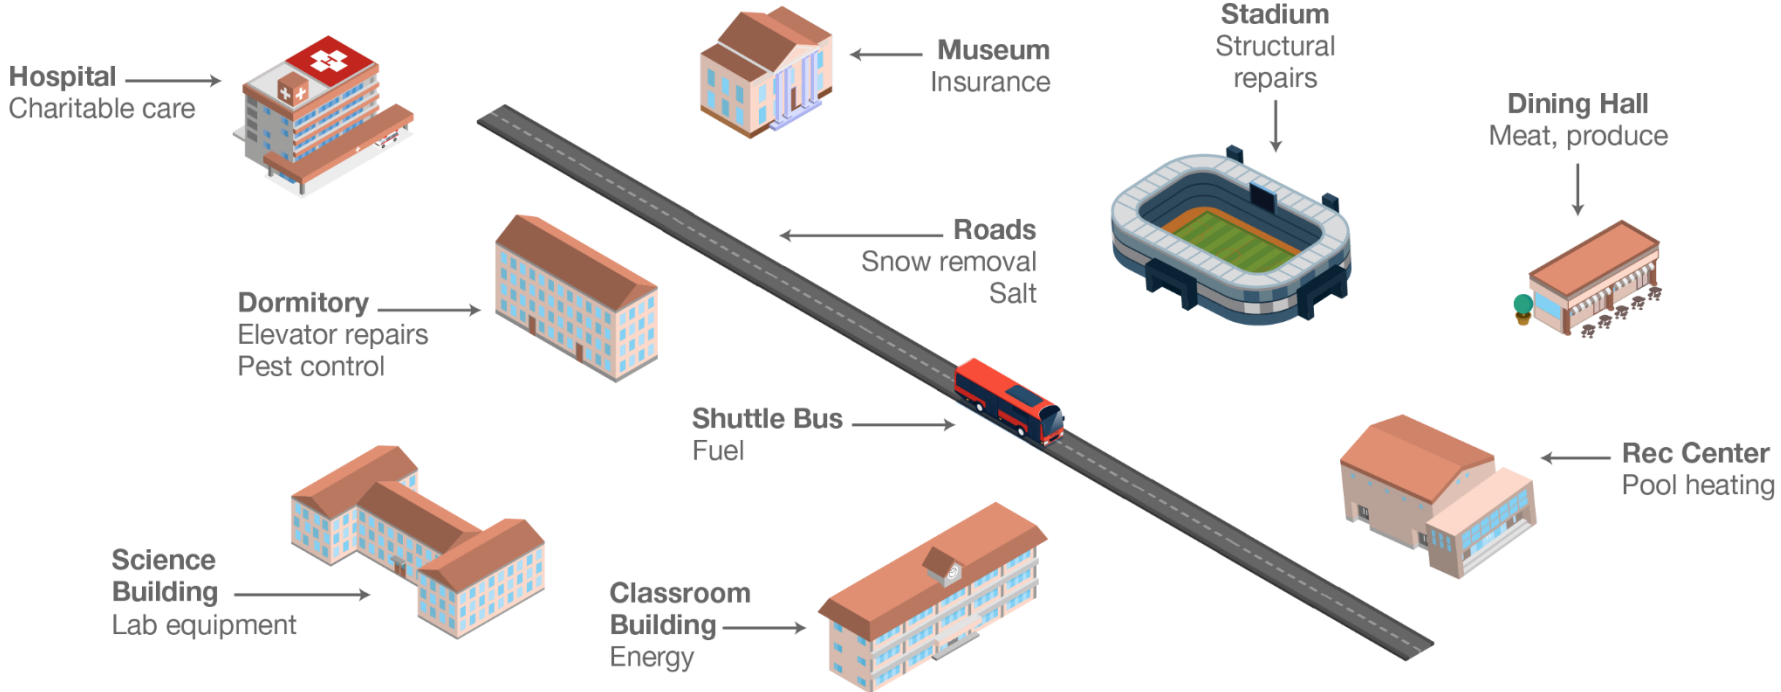 Hospital
Charitable care
Museum
Insurance
Stadium
Structural
repairs
Dining Hall
Meat, produce
Roads
Snow removal
Salt
Dormitory
Elevator repairs
Pest control
Shuttle Bus
Fuel
Rec Center
Pool heating
Science
Building
Lab equipment
Classroom
Building
Energy